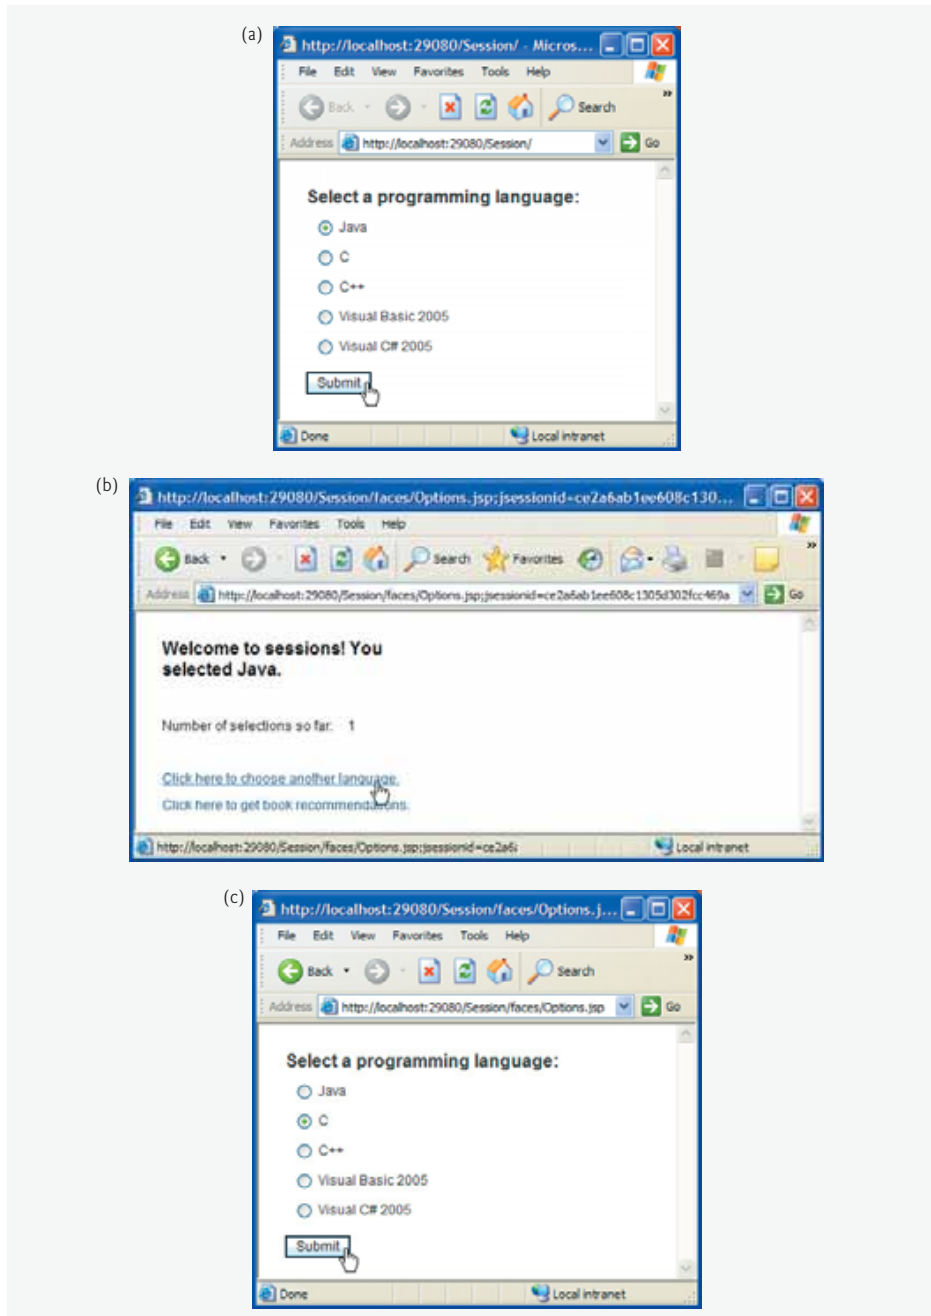 (a)
http://localhost:29080/Session/ - Micros...
File Edit View Favorites Tools Help
Back Search
Address http://localhost:29080/Session/ Go
Select a programming language:
Java
C
C++
Visual Basic 2005
Visual C# 2005
Submit
Done Local intranet
(b)
http://localhost:29080/Session/faces/Options.jsp;jsessionid=ce2a6ab1ee608c130...
File Edit View Favorites Tools Help
Back Search Favorites
Address http://localhost:29080/Session/faces/Options.jsp;jsessionid=ce2a6ab1ee608c1305d302fcc469a Go
Welcome to sessions! You
selected Java.
Number of selections so far: 1
Click here to choose another language.
Click here to get book recommendations.
http://localhost:29080/Session/faces/Options.jsp;jsessionid=ce2a6a Local intranet
(c)
http://localhost:29080/Session/faces/Options.j...
File Edit View Favorites Tools Help
Back Search
Address http://localhost:29080/Session/faces/Options.jsp Go
Select a programming language:
Java
C
C++
Visual Basic 2005
Visual C# 2005
Submit
Done Local intranet